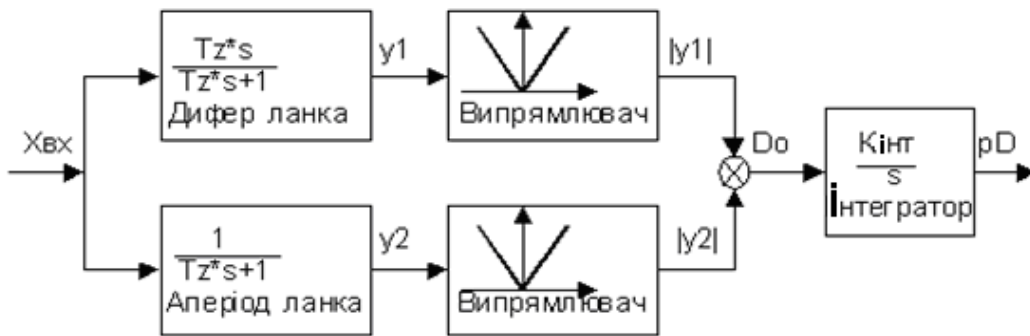 Xвх
Tz*s
Tz*s+1
Дифер ланка
y1
Випрямлювач
|y1|
1
Tz*s+1
Аперіод ланка
y2
Випрямлювач
|y2|
Do
Кінт
s
інтегратор
pD